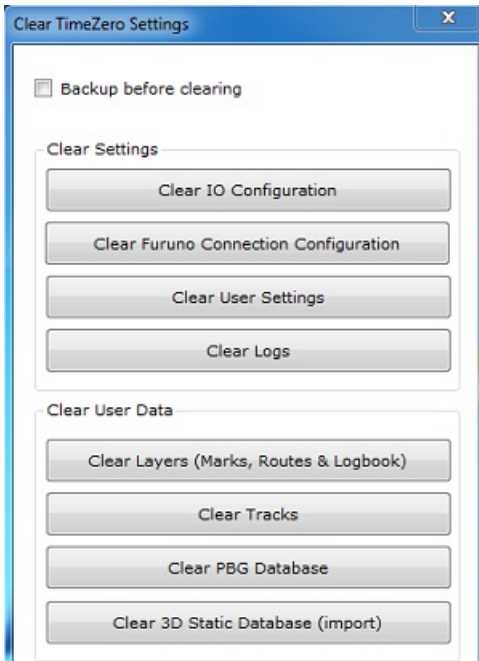 Clear TimeZero Settings
Backup before clearing
Clear Settings
Clear IO Configuration
Clear Furuno Connection Configuration
Clear User Settings
Clear Logs
Clear User Data
Clear Layers (Marks, Routes & Logbook)
Clear Tracks
Clear PBG Database
Clear 3D Static Database (import)